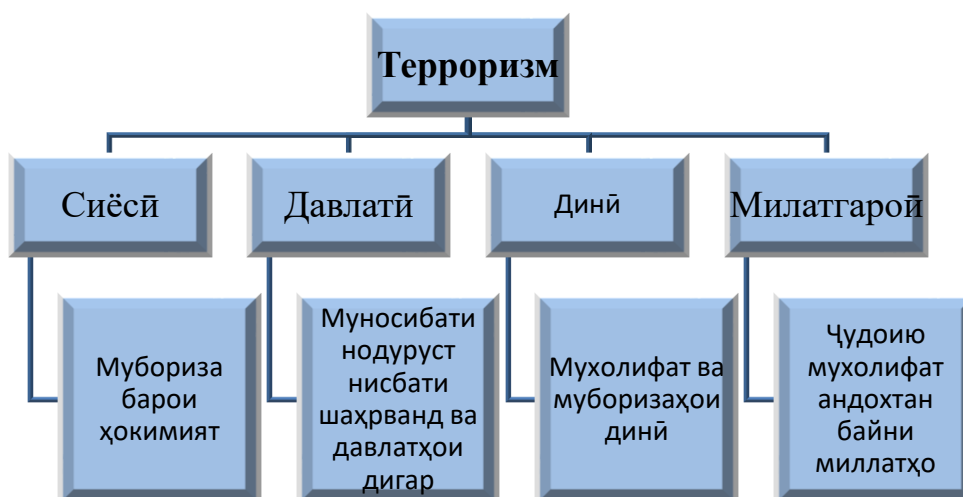 Терроризм
Сиёсӣ
Давлатӣ
Динӣ
Милатгароӣ
Мубориза
барои
ҳокимият
Муносибати
нодуруст
нисбати
шаҳрванд ва
давлатҳои
дигар
Мухолифат ва
муборизаҳои
динӣ
Ҷудоию
мухолифат
андохтан
байни
миллатҳо